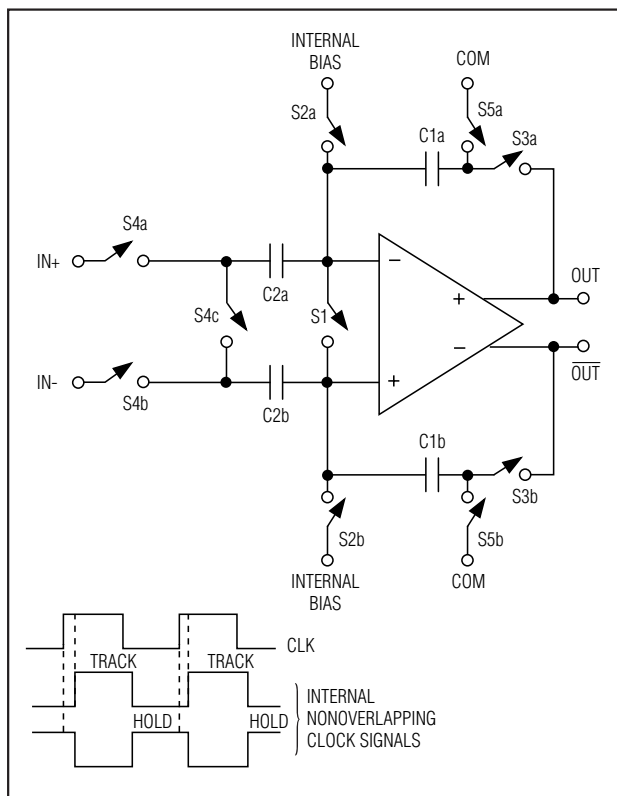 INTERNAL
BIAS
COM
S2a
S5a
C1a
S3a
S4a
IN+
C2a
OUT
S4c
S1
IN-
C2b
OUT
S4b
C1b
S3b
S2b
S5b
INTERNAL
BIAS
COM
CLK
TRACK
TRACK
HOLD
HOLD
INTERNAL
NONOVERLAPPING
CLOCK SIGNALS
−
+
+
−